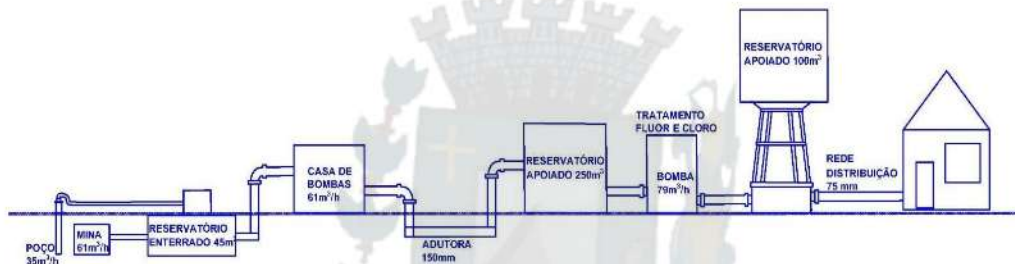 POÇO
35m³/h
MINA
61m³/h
RESERVATÓRIO
ENTERRADO 45m³
CASA DE
BOMBAS
61m³/h
ADUTORA
150mm
RESERVATÓRIO
APOIADO 250m³
TRATAMENTO
FLUOR E CLORO
BOMBA
79m³/h
RESERVATÓRIO
APOIADO 100m³
REDE
DISTRIBUIÇÃO
75 mm